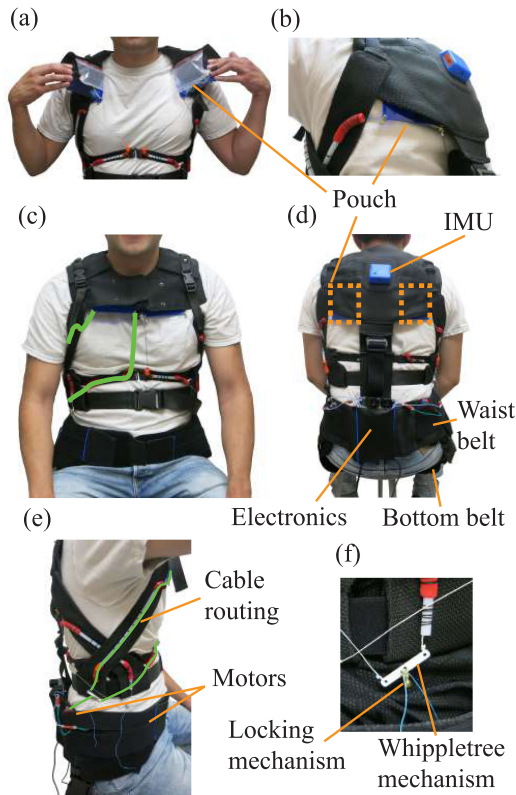 (a)
(b)
Pouch
(c)
(d)
IMU
Waist
belt
Electronics
Bottom belt
(e)
(f)
Cable
routing
Motors
Locking
mechanism
Whippletree
mechanism